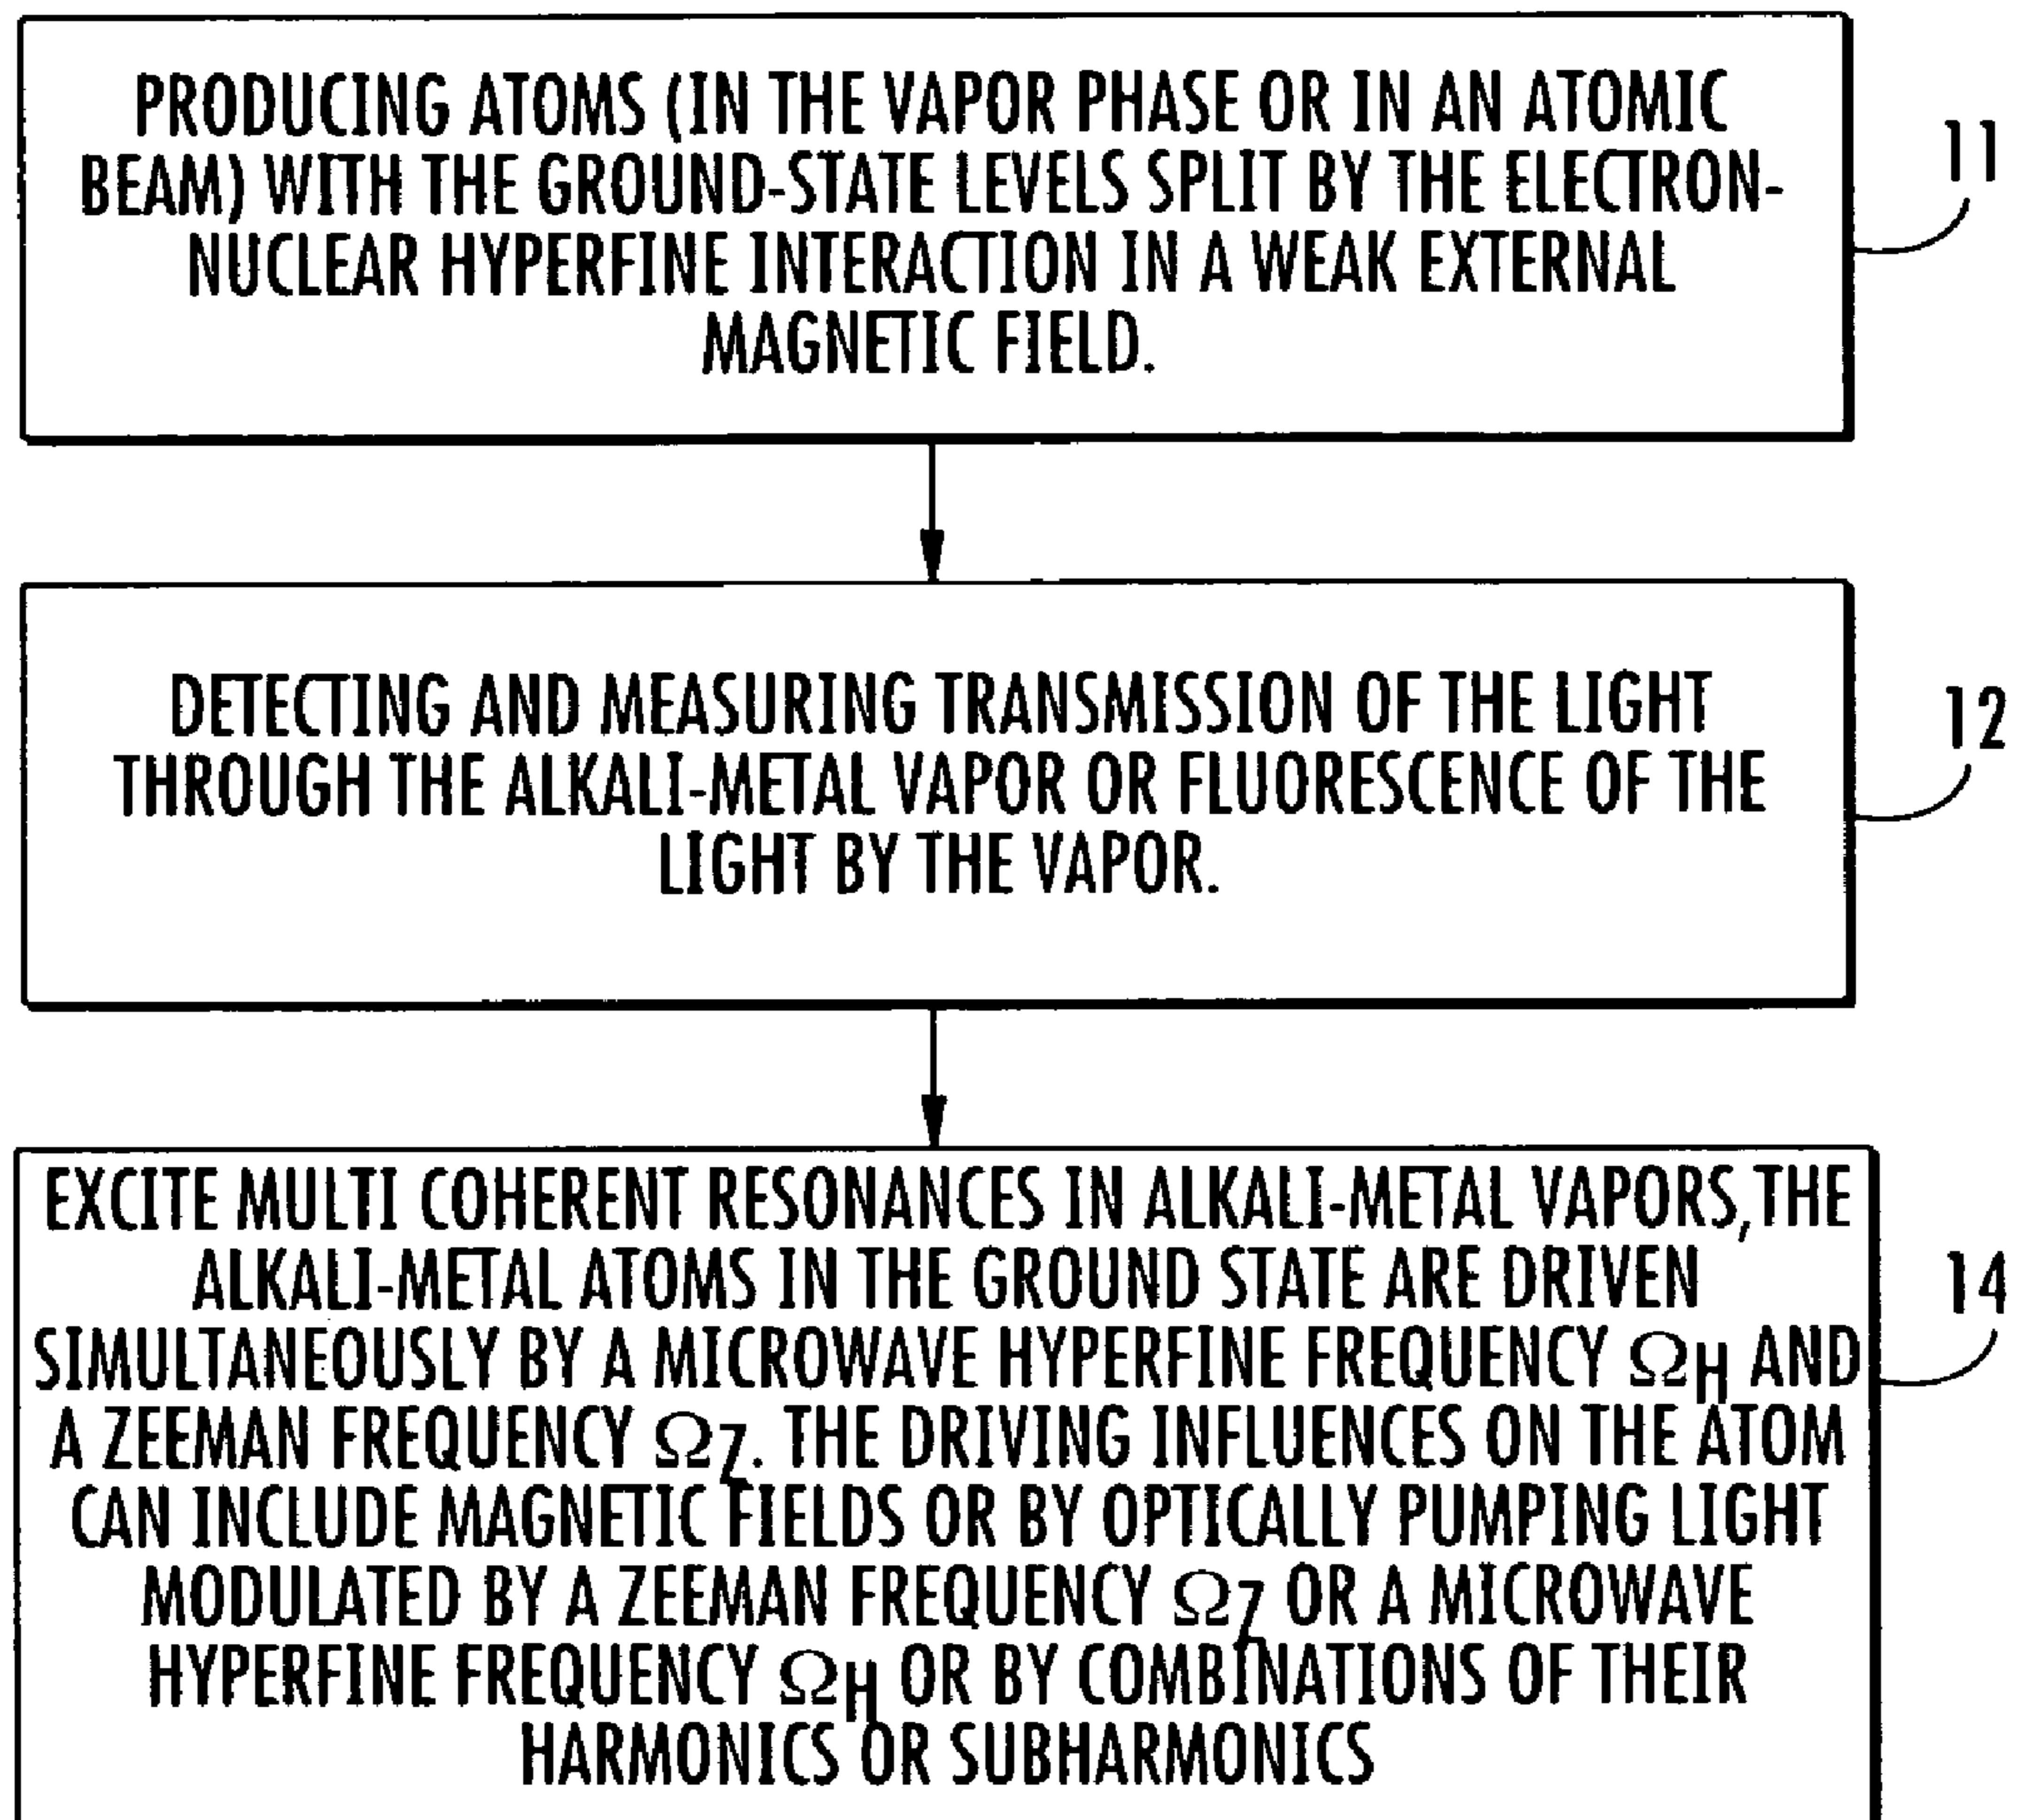 PRODUCING ATOMS (IN THE VAPOR PHASE OR IN AN ATOMIC
BEAM) WITH THE GROUND-STATE LEVELS SPLIT BY THE ELECTRON-
NUCLEAR HYPERFINE INTERACTION IN A WEAK EXTERNAL
MAGNETIC FIELD.
11
DETECTING AND MEASURING TRANSMISSION OF THE LIGHT
THROUGH THE ALKALI-METAL VAPOR OR FLUORESCENCE OF THE
LIGHT BY THE VAPOR.
12
EXCITE MULTI COHERENT RESONANCES IN ALKALI-METAL VAPORS, THE
ALKALI-METAL ATOMS IN THE GROUND STATE ARE DRIVEN
SIMULTANEOUSLY BY A MICROWAVE HYPERFINE FREQUENCY ΩH AND
A ZEEMAN FREQUENCY ΩZ. THE DRIVING INFLUENCES ON THE ATOM
CAN INCLUDE MAGNETIC FIELDS OR BY OPTICALLY PUMPING LIGHT
MODULATED BY A ZEEMAN FREQUENCY ΩZ OR A MICROWAVE
HYPERFINE FREQUENCY ΩH OR BY COMBINATIONS OF THEIR
HARMONICS OR SUBHARMONICS
14